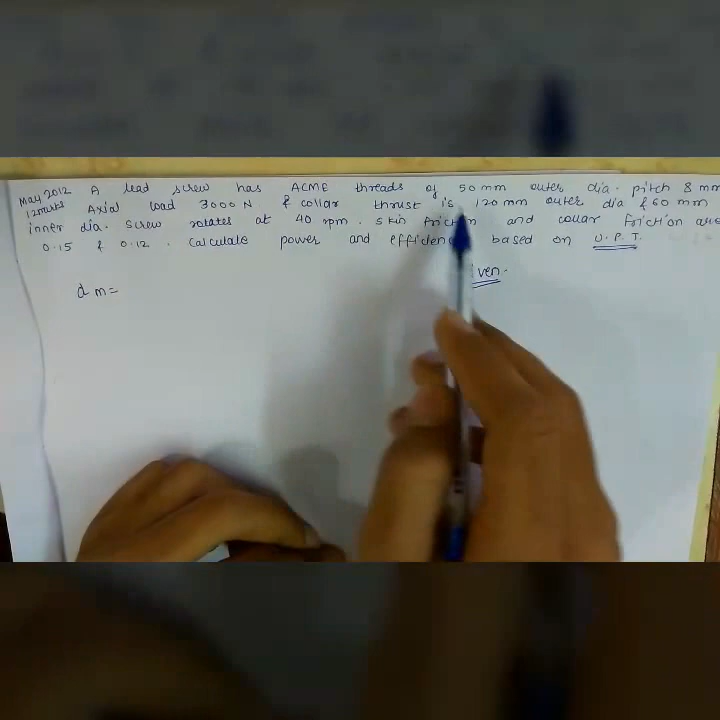 May 2012 A lead screw has ACME threads of 50 mm outer dia. pitch 8 mm
12 marks Axial load 3000 N & collar thrust is 120 mm outer dia & 60 mm
inner dia. Screw rotates at 40 rpm. skin friction and collar friction are
0.15 & 0.12. Calculate power and efficienc based on U.P.T.
ven.
d m=